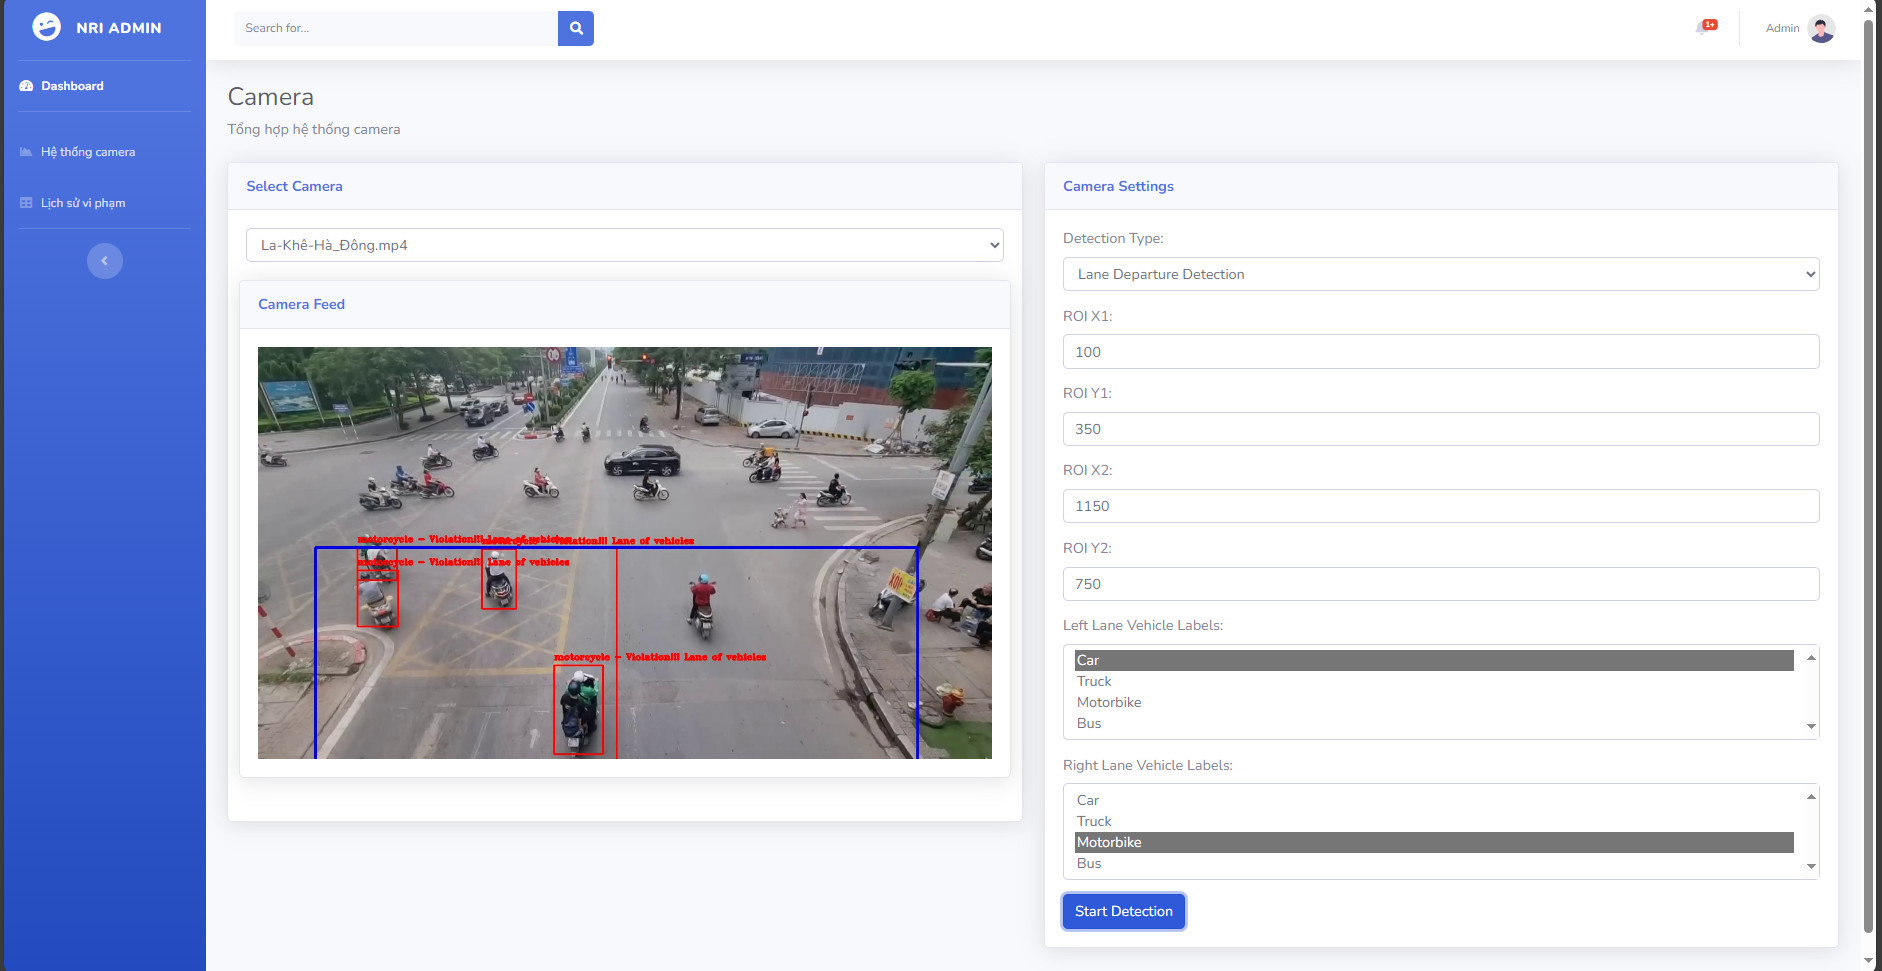 NRI ADMIN
Search for...
1+
Admin
Dashboard
Hệ thống camera
Lịch sử vi phạm
Camera
Tổng hợp hệ thống camera
Select Camera
La-Khê-Hà_Đông.mp4
Camera Feed
motorcycle - Violation!!! Lane of vehicles
Violation!!! Lane of vehicles
motorcycle - Violation!!! Lane of vehicles
XÔI
motorcycle - Violation!!! Lane of vehicles
Camera Settings
Detection Type:
Lane Departure Detection
ROI X1:
100
ROI Y1:
350
ROI X2:
1150
ROI Y2:
750
Left Lane Vehicle Labels:
Car
Truck
Motorbike
Bus
Right Lane Vehicle Labels:
Car
Truck
Motorbike
Bus
Start Detection